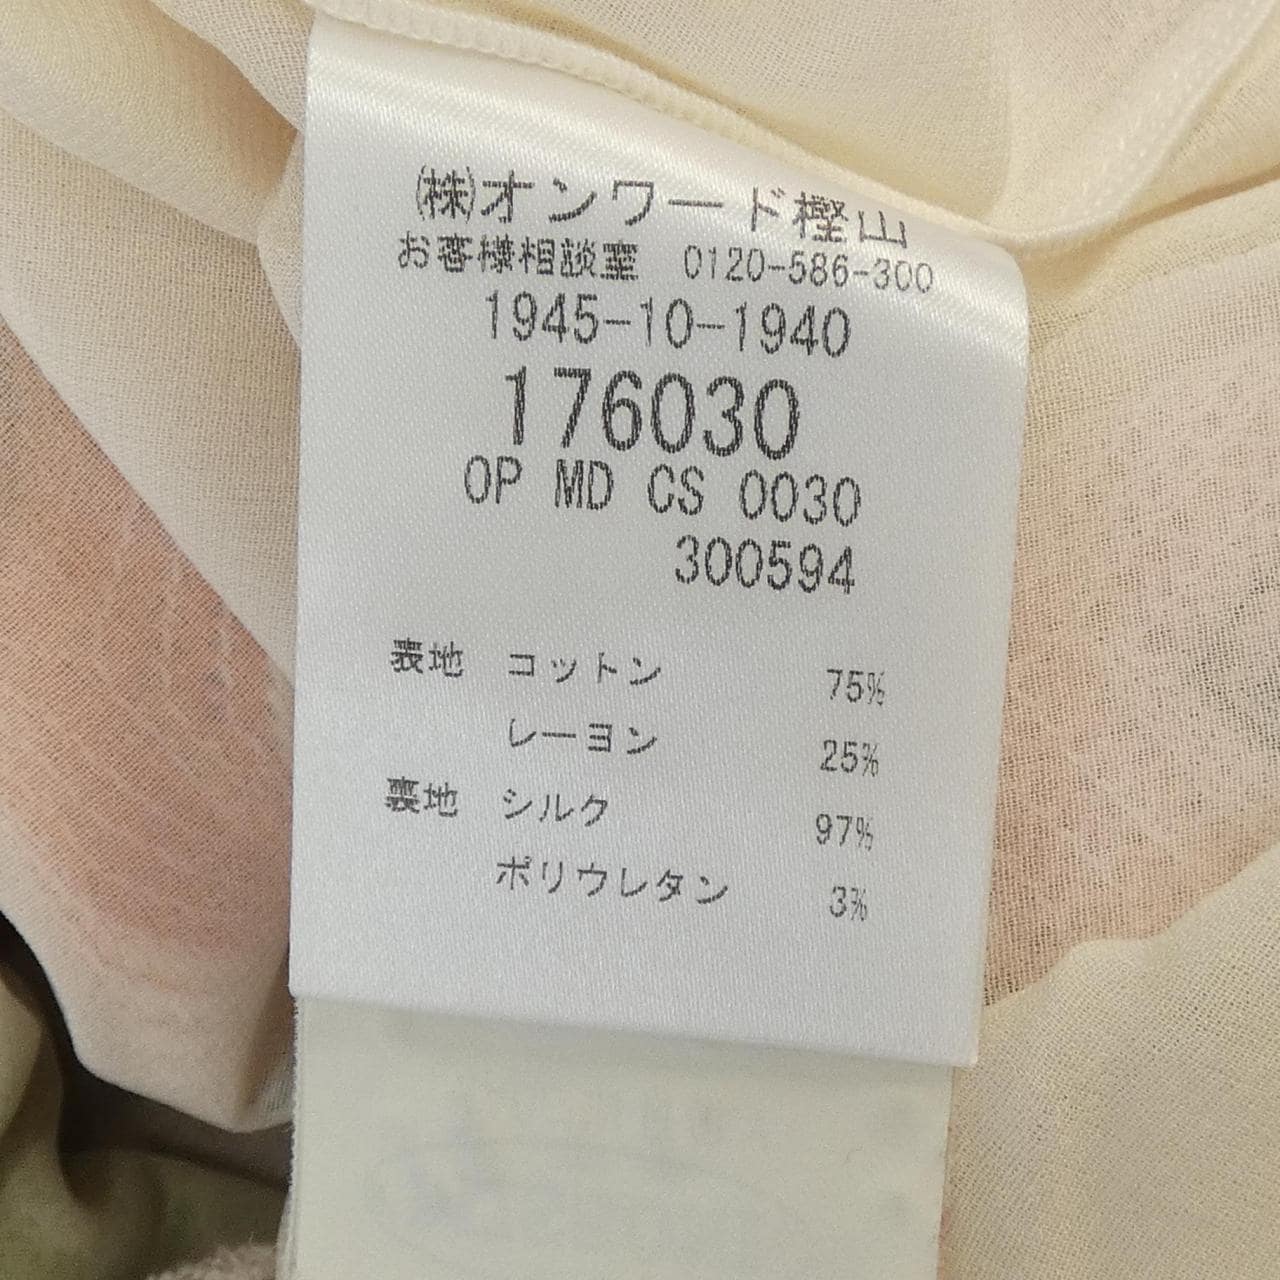 ㈱オンワード樫山
お客様相談室 0120-586-300
1945-10-1940
176030
OP MD CS 0030
300594
表地 コットン 75%
レーヨン 25%
裏地 シルク 97%
ポリウレタン 3%